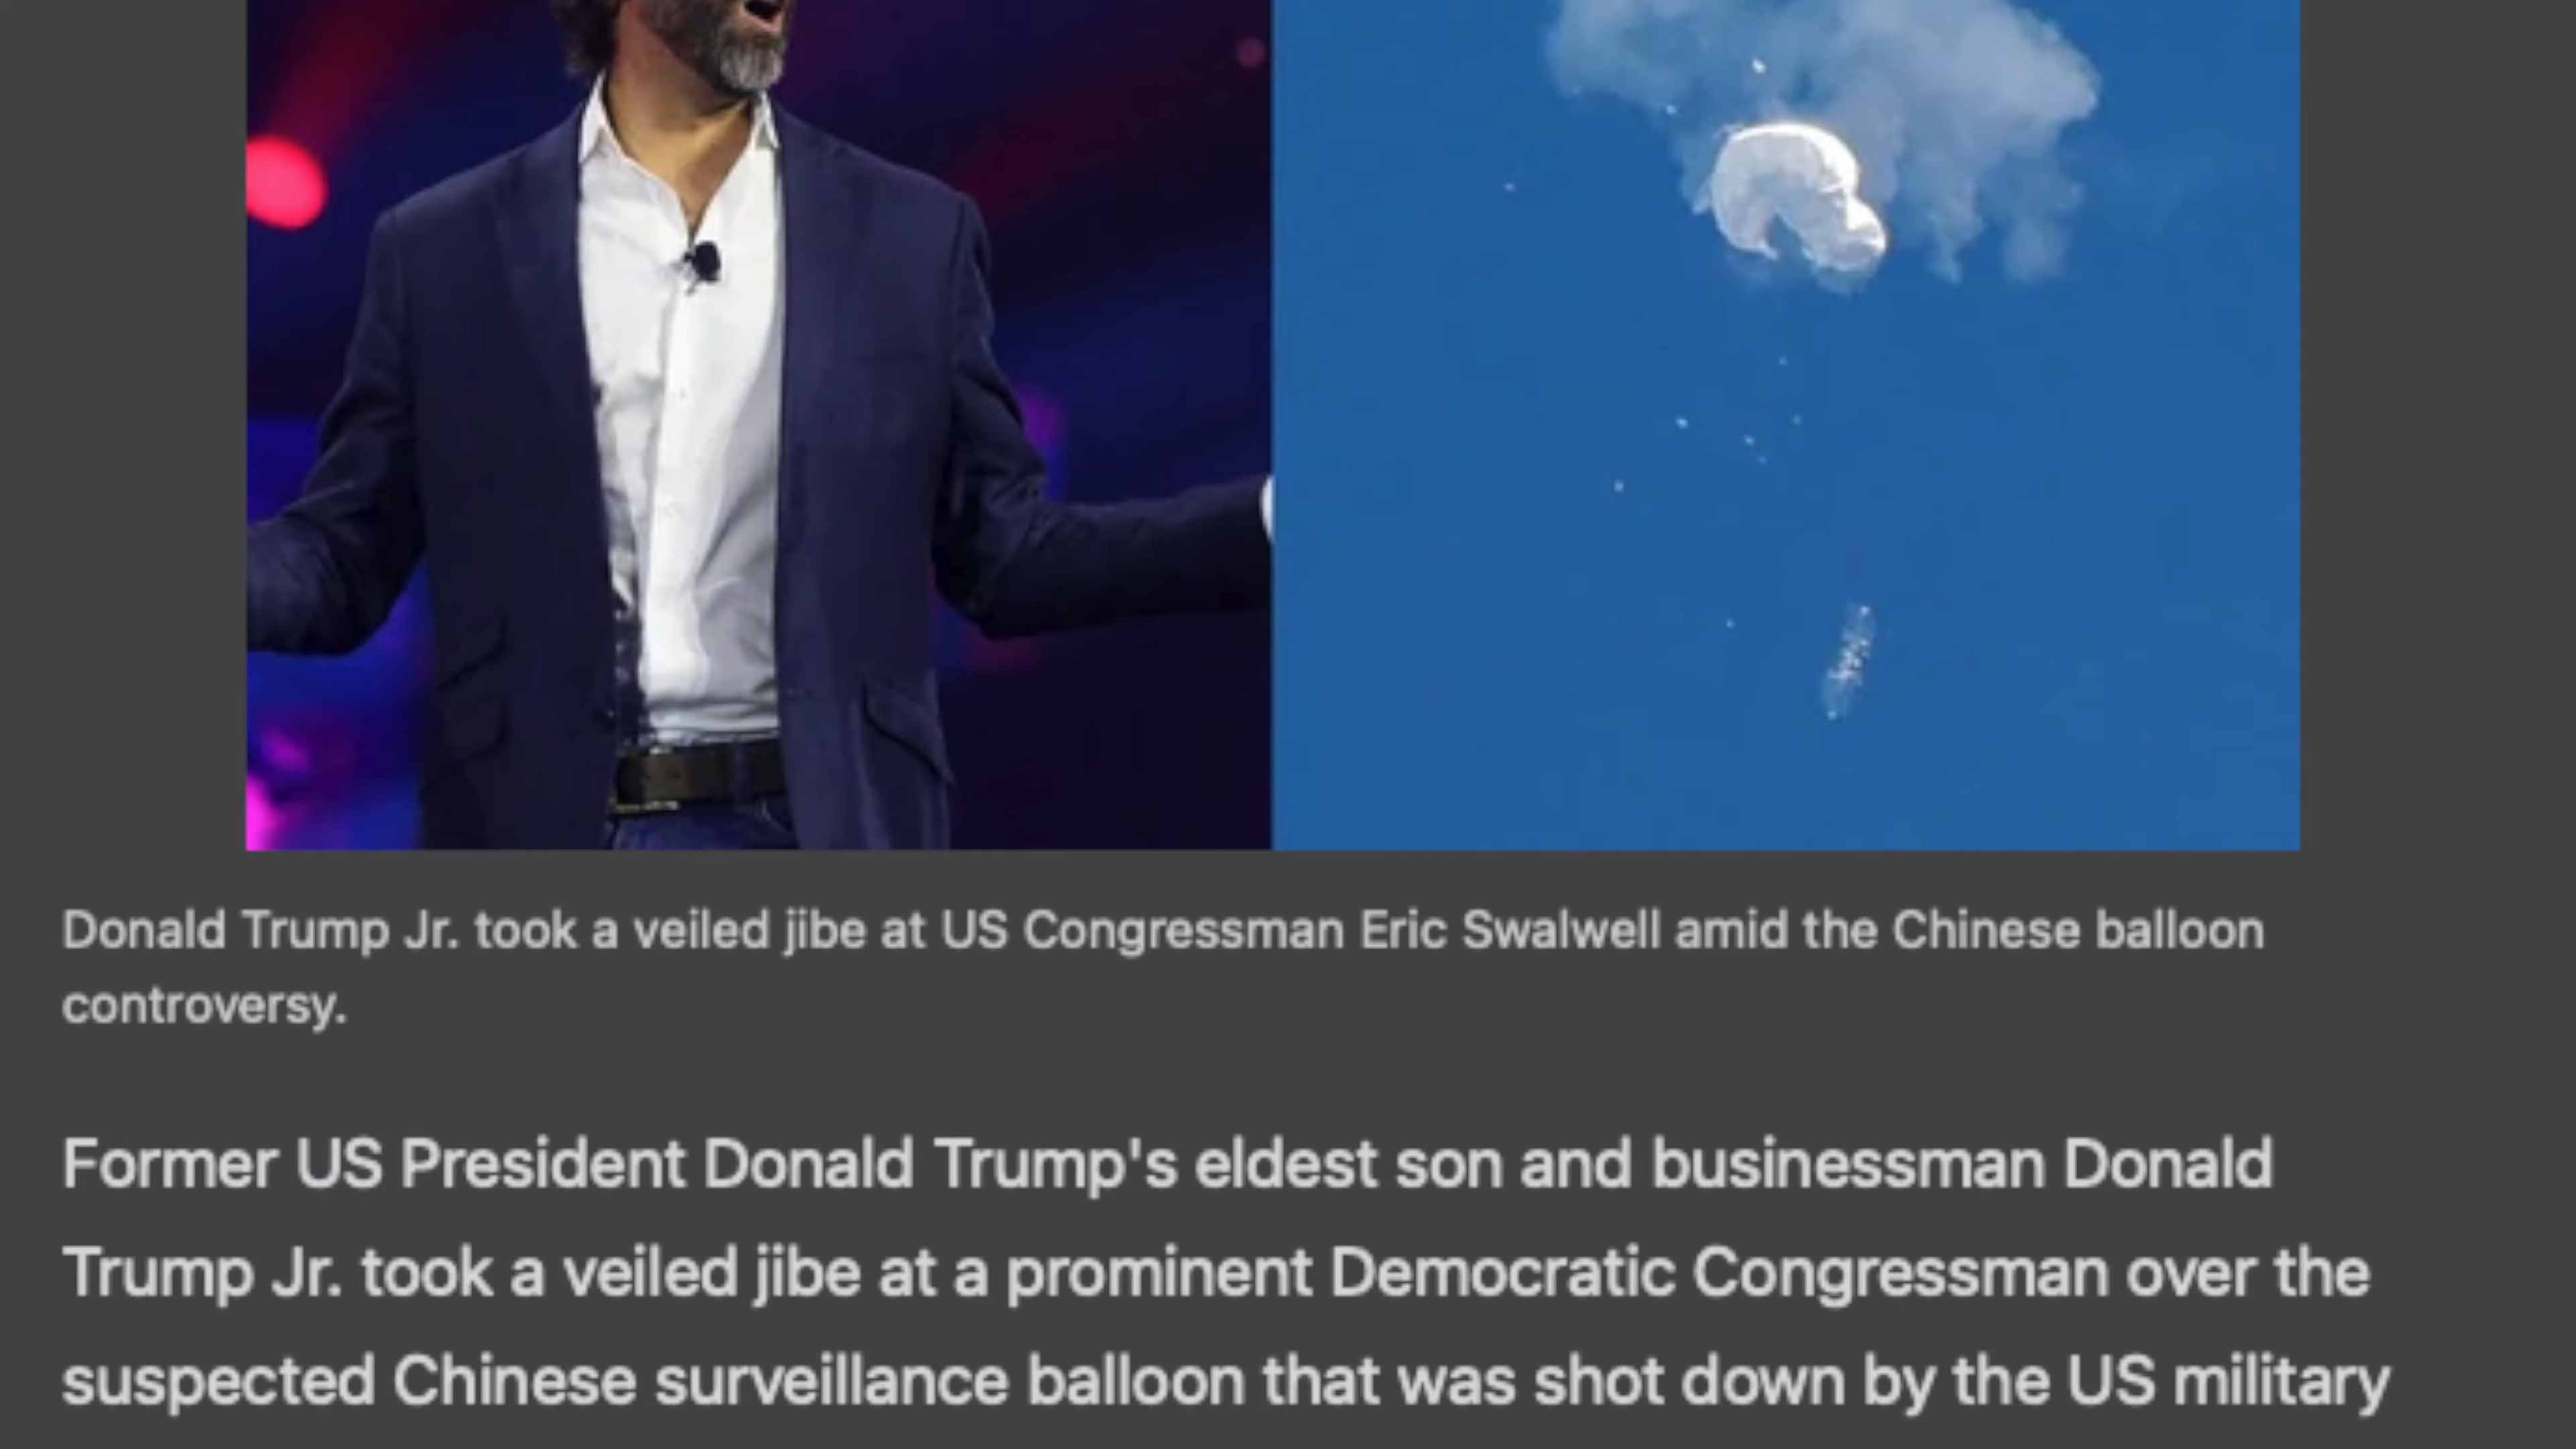 Donald Trump Jr. took a veiled jibe at US Congressman Eric Swalwell amid the Chinese balloon
controversy.
Former US President Donald Trump's eldest son and businessman Donald
Trump Jr. took a veiled jibe at a prominent Democratic Congressman over the
suspected Chinese surveillance balloon that was shot down by the US military